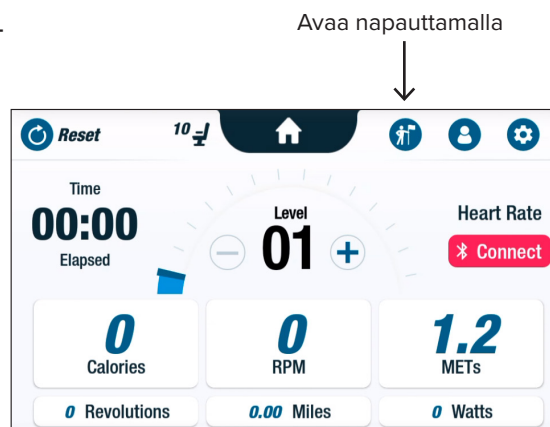 Avaa napauttamalla
Reset
10
Time
00:00
Elapsed
Level
01
Heart Rate
Connect
0
Calories
0
RPM
1.2
METs
0 Revolutions
0.00 Miles
0 Watts